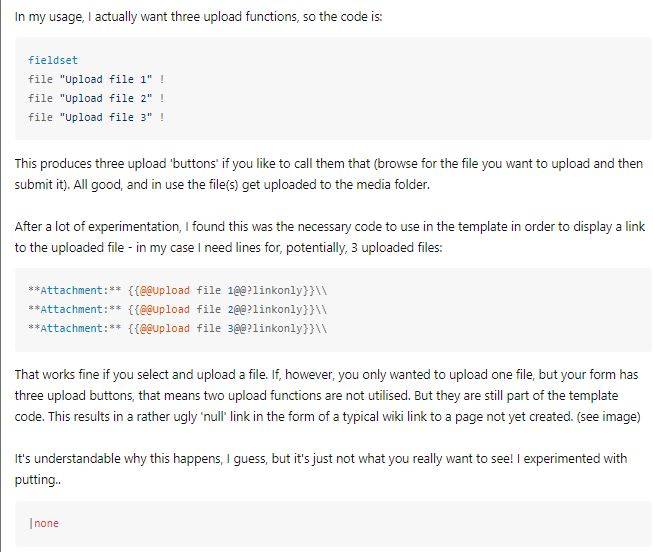 In my usage, I actually want three upload functions, so the code is:
fieldset
file "Upload file 1" !
file "Upload file 2" !
file "Upload file 3" !
This produces three upload 'buttons' if you like to call them that (browse for the file you want to upload and then
submit it). All good, and in use the file(s) get uploaded to the media folder.
After a lot of experimentation, I found this was the necessary code to use in the template in order to display a link
to the uploaded file - in my case I need lines for, potentially, 3 uploaded files:
**Attachment:** {{@@Upload file 1@@?linkonly}}\\
**Attachment:** {{@@Upload file 2@@?linkonly}}\\
**Attachment:** {{@@Upload file 3@@?linkonly}}\\
That works fine if you select and upload a file. If, however, you only wanted to upload one file, but your form has
three upload buttons, that means two upload functions are not utilised. But they are still part of the template
code. This results in a rather ugly 'null' link in the form of a typical wiki link to a page not yet created. (see image)
It's understandable why this happens, I guess, but it's just not what you really want to see! I experimented with
putting..
|none